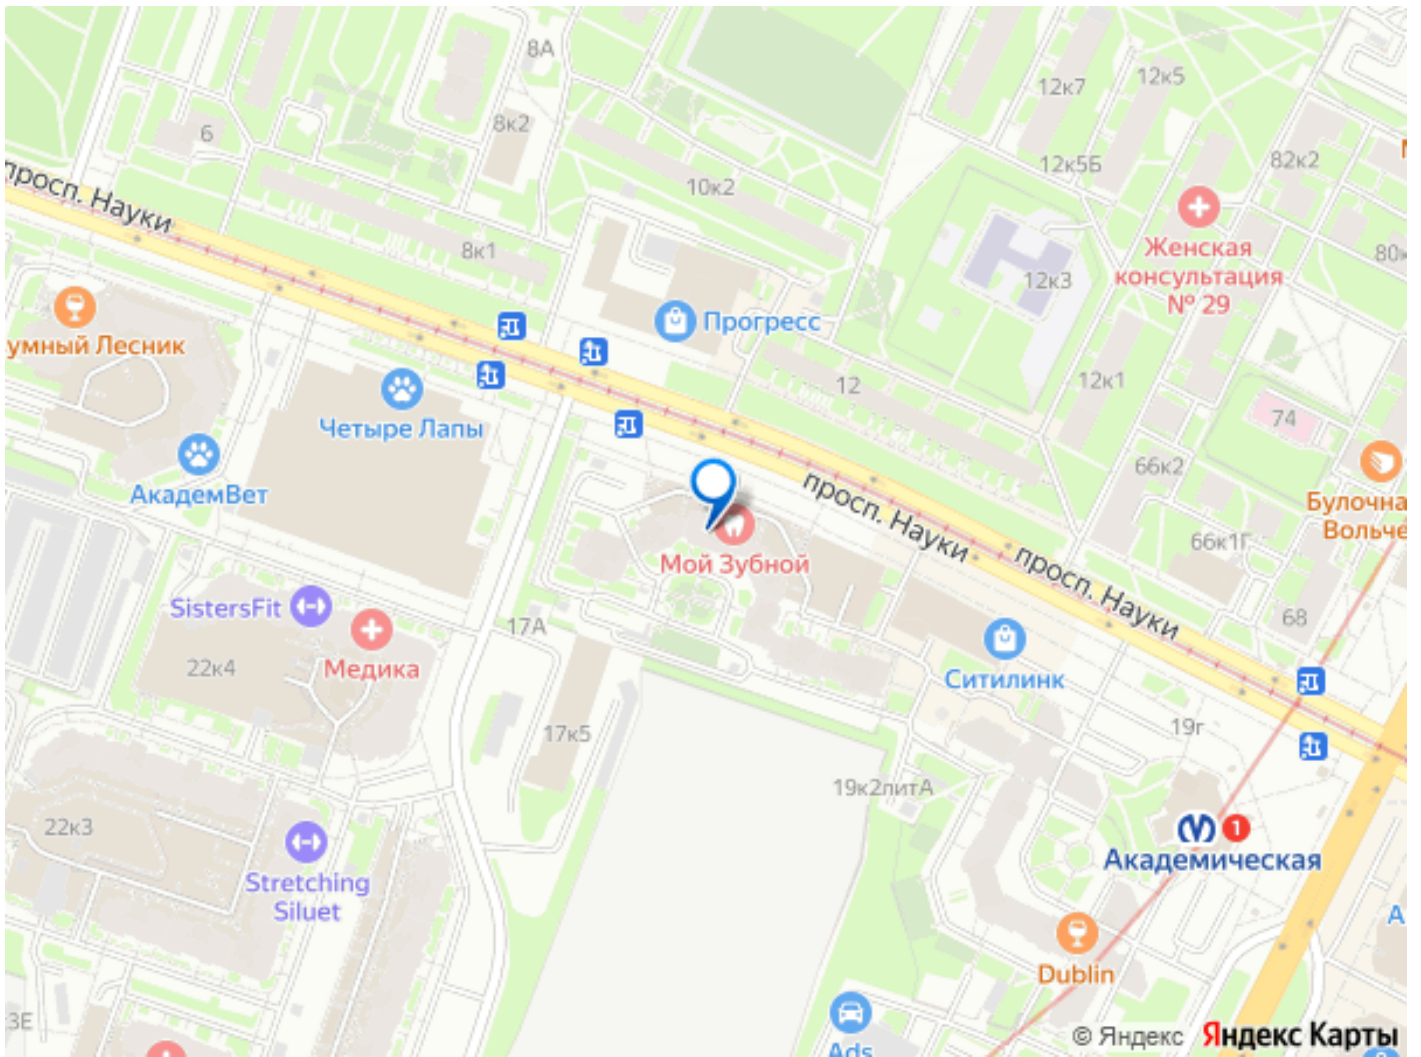 8А
12к5
12к7
8к2
6
12к5Б
82к2
10к2
просп. Науки
8к1
Женская
консультация
№ 29
12к3
80к
Прогресс
умный Лесник
12
12к1
74
Четыре Лапы
АкадемВет
66к2
просп. Науки
Булочна
Вольче
66к1Г
просп. Науки
Мой Зубной
SistersFit
Медика
22к4
17А
68
Ситилинк
19г
17к5
19к2литА
22к3
1
Академическая
Stretching
Siluet
А
Dublin
3Е
Ads
© Яндекс
Яндекс Карты